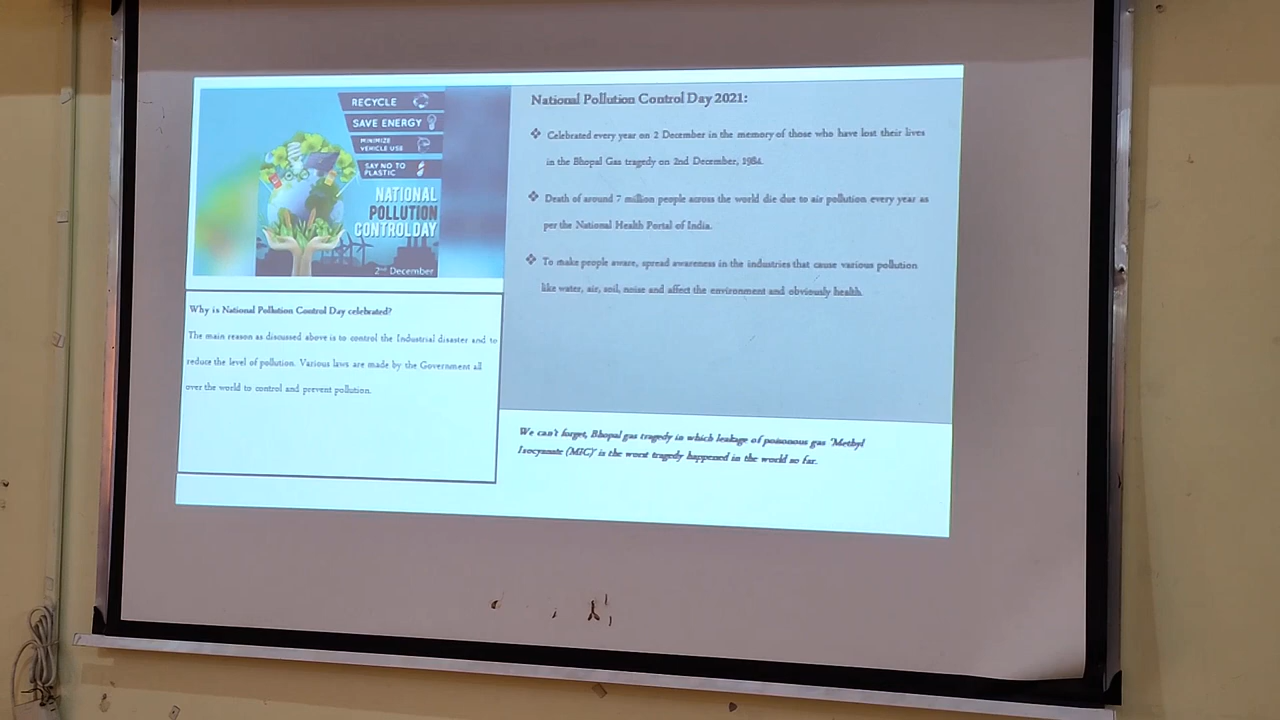 RECYCLE
SAVE ENERGY
MINIMIZE
VEHICLE USE
SAY NO TO
PLASTIC
NATIONAL
POLLUTION
CONTROLDAY
2nd December
Why is National Pollution Control Day celebrated?
The main reason as discussed above is to control the Industrial disaster and to
reduce the level of pollution. Various laws are made by the Government all
over the world to control and prevent pollution.
National Pollution Control Day 2021:
❖ Celebrated every year on 2 December in the memory of those who have lost their lives
in the Bhopal Gas tragedy on 2nd December, 1984.
❖ Death of around 7 million people across the world die due to air pollution every year as
per the National Health Portal of India.
❖ To make people aware, spread awareness in the industries that cause various pollution
like water, air, soil, noise and affect the environment and obviously health.
We can't forget, Bhopal gas tragedy in which leakage of poisonous gas 'Methyl
Isocyanate (MIC)' is the worst tragedy happened in the world so far.